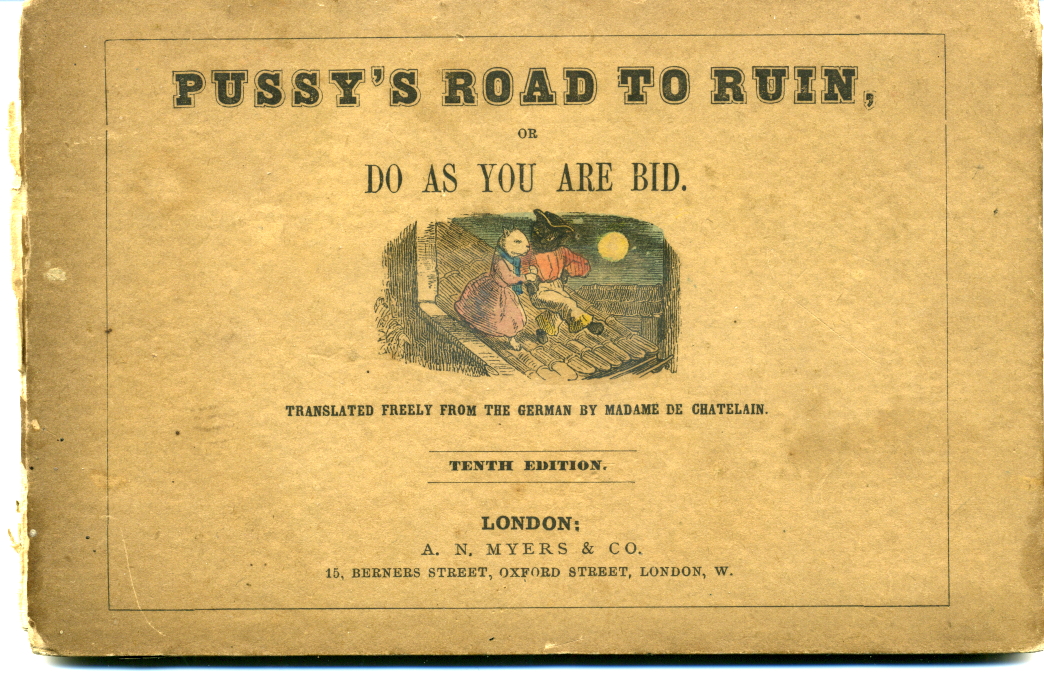 PUSSY'S ROAD TO RUIN,
OR
DO AS YOU ARE BID.
TRANSLATED FREELY FROM THE GERMAN BY MADAME DE CHATELAIN.
TENTH EDITION.
LONDON:
A. N. MYERS & CO.
15, BERNERS STREET, OXFORD STREET, LONDON, W.